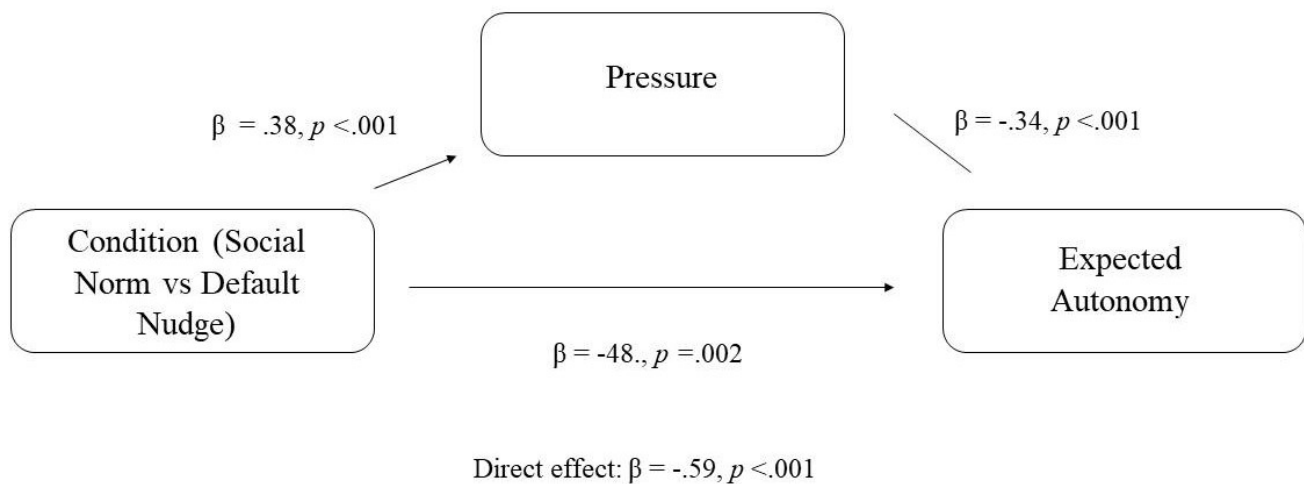 Pressure
β = .38, p <.001
β = -.34, p <.001
Condition (Social
Norm vs Default
Nudge)
Expected
Autonomy
β = -48., p =.002
Direct effect: β = -.59, p <.001